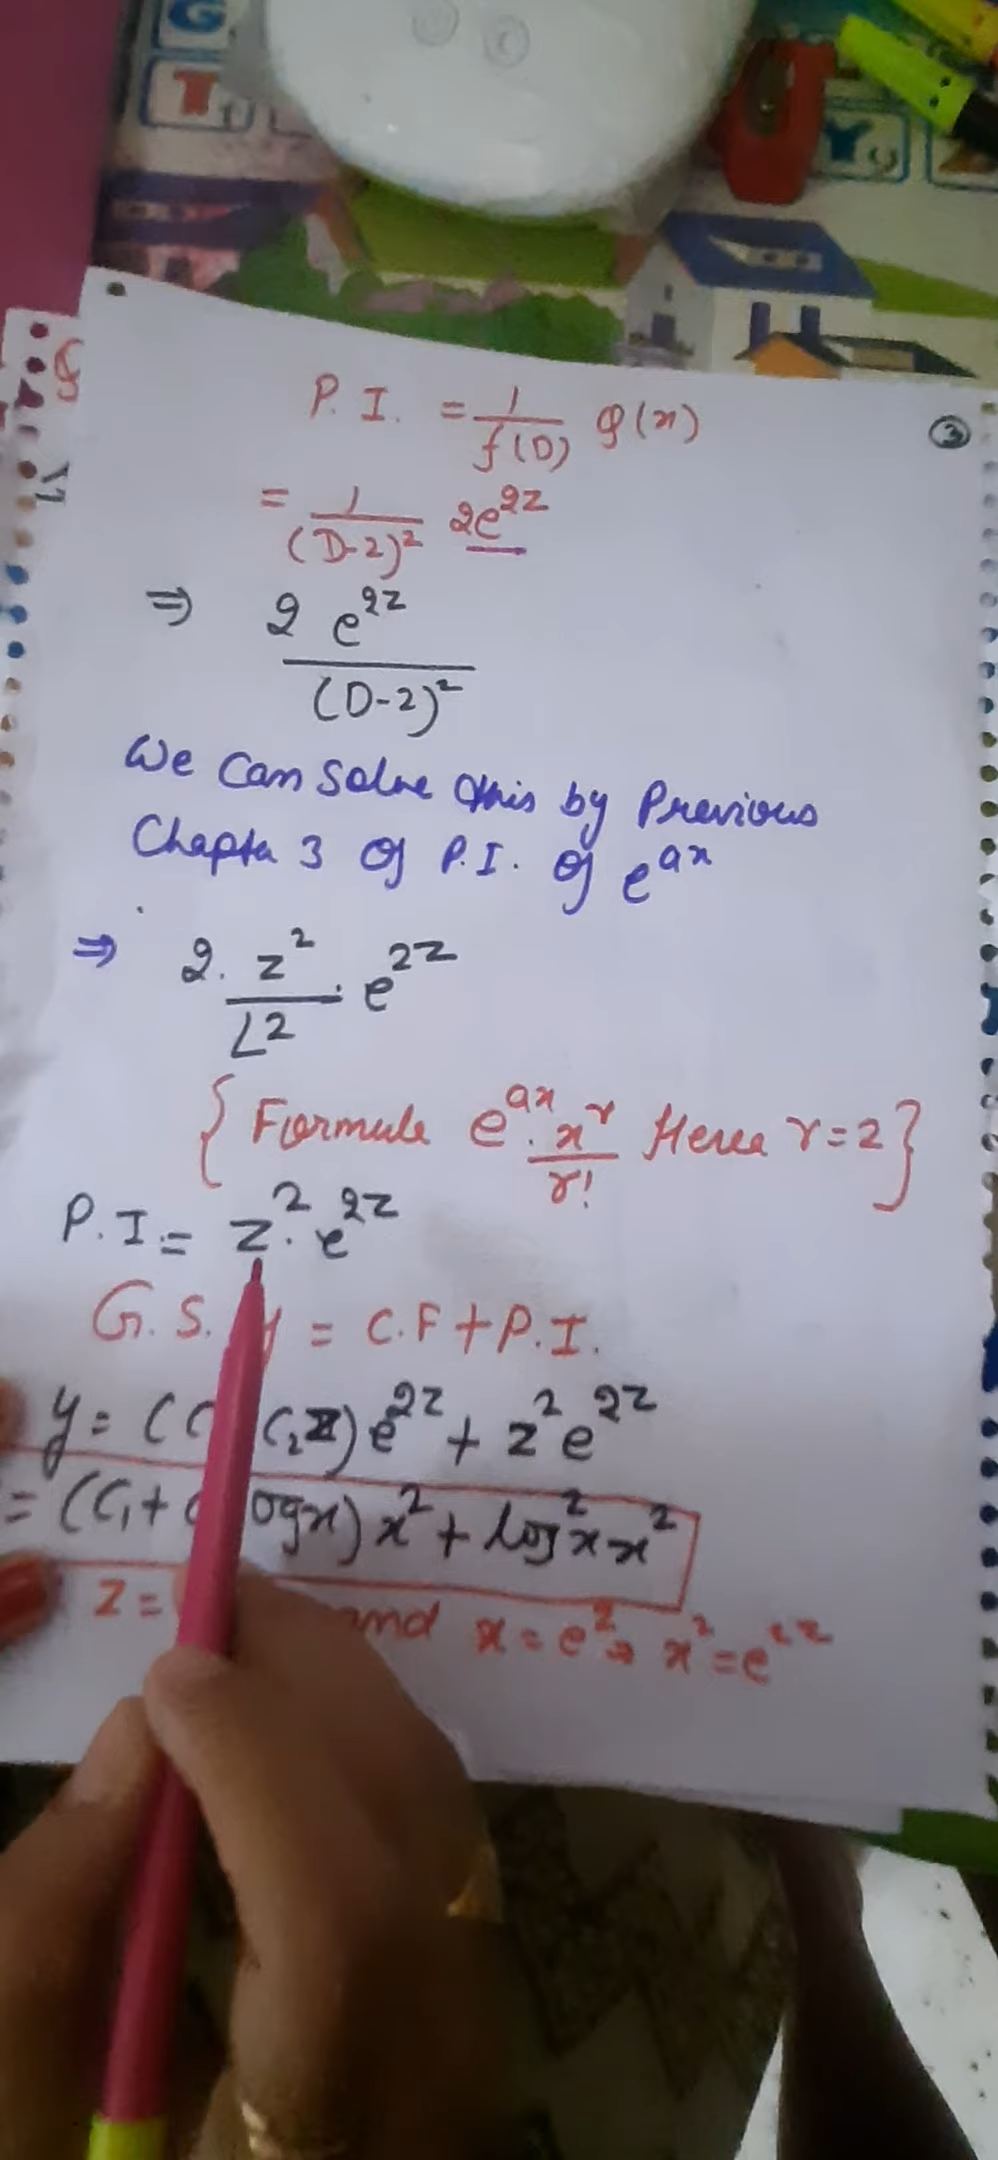 G
T
Y
P. I. = 1/f(D) Q(x)
3
= 1/(D-2)² 2e^2z
⇒ 2 e^2z/(D-2)²
We Can Solve this by Previous
Chapta 3 of P.I. of e^ax
⇒ 2. z²/∟2 . e^2z
{ Formula e^ax . x^r/r! Heree r=2 }
P.I = z². e^2z
G.S. y = C.F + P.I.
y = (C C₂z) e^2z + z² e^2z
= (C₁ + ogx) x² + log²x x²
z = and x = e^z ⇒ x² = e^2z